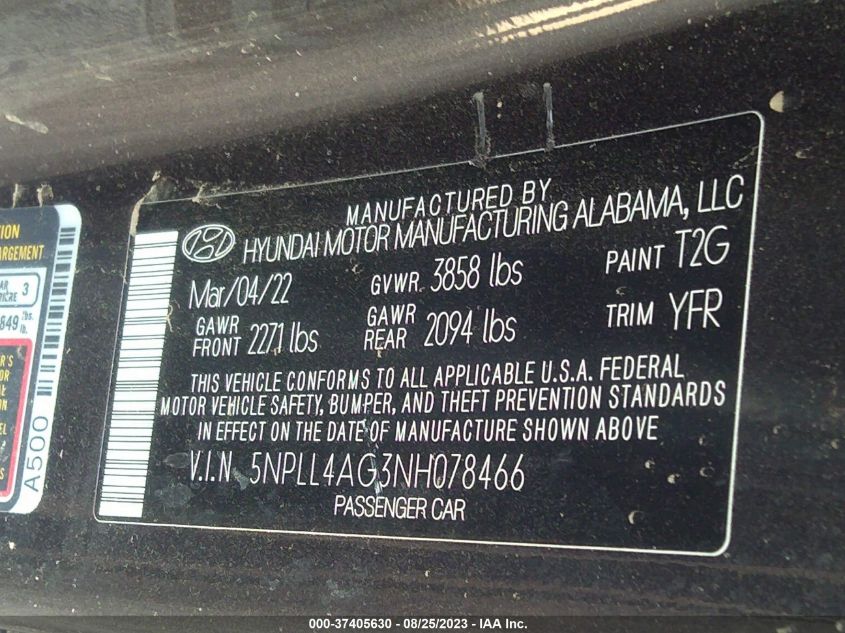 MANUFACTURED BY
HYUNDAI MOTOR MANUFACTURING ALABAMA, LLC
Mar/04/22 GVWR 3858 lbs PAINT T2G
GAWR FRONT 2271 lbs GAWR REAR 2094 lbs TRIM YFR
THIS VEHICLE CONFORMS TO ALL APPLICABLE U.S.A. FEDERAL
MOTOR VEHICLE SAFETY, BUMPER, AND THEFT PREVENTION STANDARDS
IN EFFECT ON THE DATE OF MANUFACTURE SHOWN ABOVE
V.I.N 5NPLL4AG3NH078466
PASSENGER CAR
3
A500
000-37405630 - 08/25/2023 - IAA Inc.